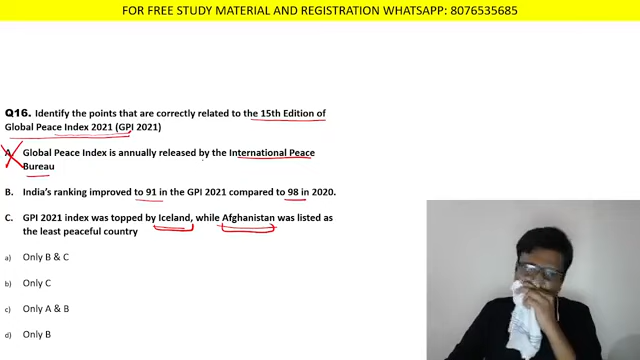 FOR FREE STUDY MATERIAL AND REGISTRATION WHATSAPP: 8076535685
Q16. Identify the points that are correctly related to the 15th Edition of
Global Peace Index 2021 (GPI 2021)
A. Global Peace Index is annually released by the International Peace
Bureau
B. India's ranking improved to 91 in the GPI 2021 compared to 98 in 2020.
C. GPI 2021 index was topped by Iceland, while Afghanistan was listed as
the least peaceful country
a) Only B & C
b) Only C
c) Only A & B
d) Only B